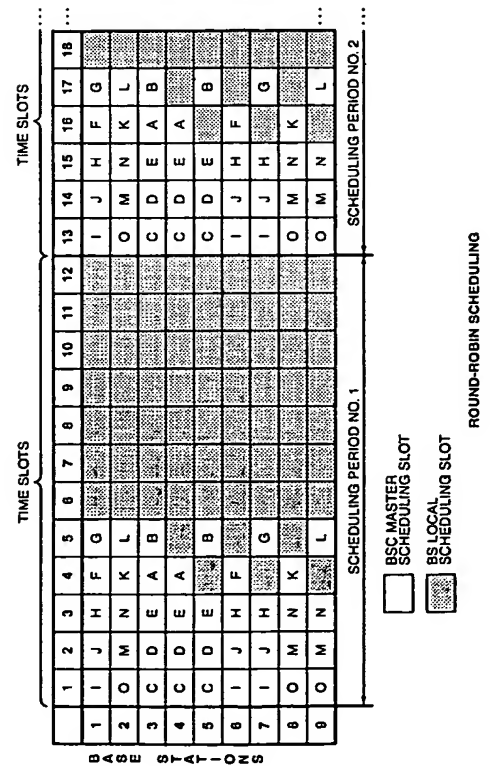 TIME SLOTS TIME SLOTS
1 2 3 4 5 6 7 8 9 10 11 12 13 14 15 16 17 18 ...
1 I J H F G I J H F G
2 O M N K L O M N K L
3 C D E A B C D E A B
4 C D E A C D E A
5 C D E B C D E B
6 I J H F I J H F
7 I J H G I J H G
8 O M N K O M N K
9 O M N L O M N L ...
BASE STATIONS
SCHEDULING PERIOD NO. 1 SCHEDULING PERIOD NO. 2 ...
BSC MASTER
SCHEDULING SLOT
BS LOCAL
SCHEDULING SLOT
ROUND-ROBIN SCHEDULING